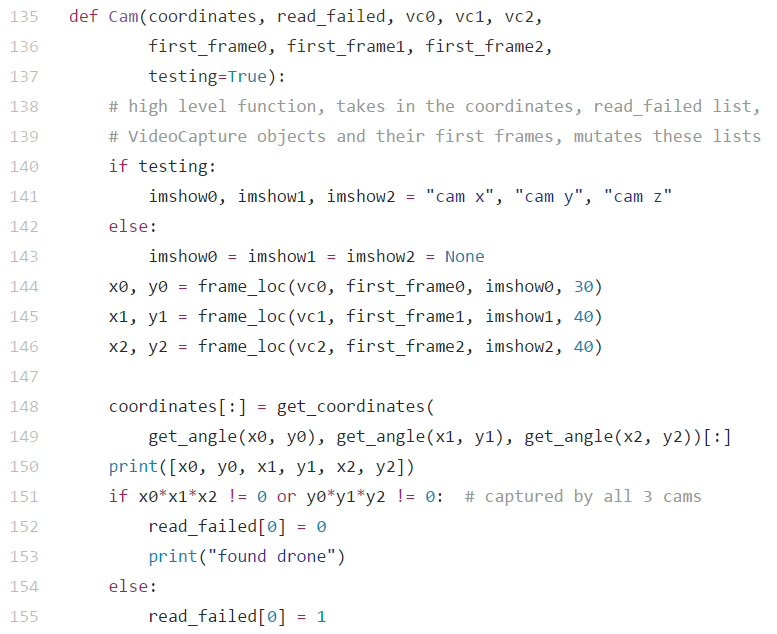 135 def Cam(coordinates, read_failed, vc0, vc1, vc2,
136         first_frame0, first_frame1, first_frame2,
137         testing=True):
138     # high level function, takes in the coordinates, read_failed list,
139     # VideoCapture objects and their first frames, mutates these lists
140     if testing:
141         imshow0, imshow1, imshow2 = "cam x", "cam y", "cam z"
142     else:
143         imshow0 = imshow1 = imshow2 = None
144     x0, y0 = frame_loc(vc0, first_frame0, imshow0, 30)
145     x1, y1 = frame_loc(vc1, first_frame1, imshow1, 40)
146     x2, y2 = frame_loc(vc2, first_frame2, imshow2, 40)
147
148     coordinates[:] = get_coordinates(
149         get_angle(x0, y0), get_angle(x1, y1), get_angle(x2, y2))[:]
150     print([x0, y0, x1, y1, x2, y2])
151     if x0*x1*x2 != 0 or y0*y1*y2 != 0:  # captured by all 3 cams
152         read_failed[0] = 0
153         print("found drone")
154     else:
155         read_failed[0] = 1